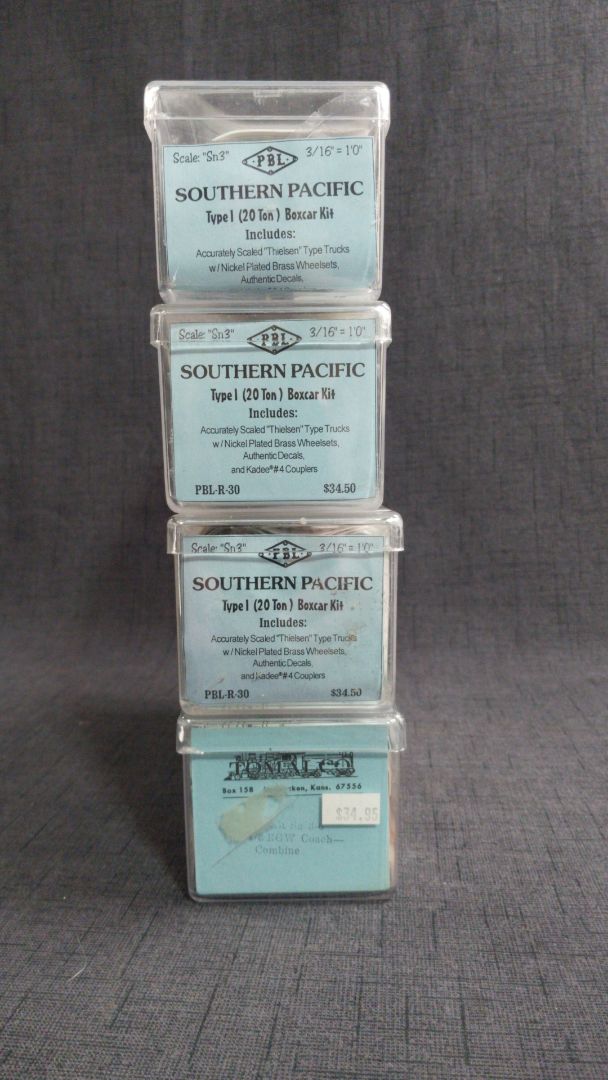 Scale: "Sn3" PBL 3/16" = 1'0"
SOUTHERN PACIFIC
Type I (20 Ton) Boxcar Kit
Includes:
Accurately Scaled "Thielsen" Type Trucks
w/Nickel Plated Brass Wheelsets,
Authentic Decals,
Scale: "Sn3" PBL 3/16" = 1'0"
SOUTHERN PACIFIC
Type I (20 Ton) Boxcar Kit
Includes:
Accurately Scaled "Thielsen" Type Trucks
w/Nickel Plated Brass Wheelsets,
Authentic Decals,
and Kadee® #4 Couplers
PBL-R-30 $34.50
Scale: "Sn3" PBL 3/16" = 1'0"
SOUTHERN PACIFIC
Type I (20 Ton) Boxcar Kit
Includes:
Accurately Scaled "Thielsen" Type Trucks
w/Nickel Plated Brass Wheelsets,
Authentic Decals,
and Kadee® #4 Couplers
PBL-R-30 $34.50
Box 158 Kans. 67556
$34.95
RGW Coach—
Combine